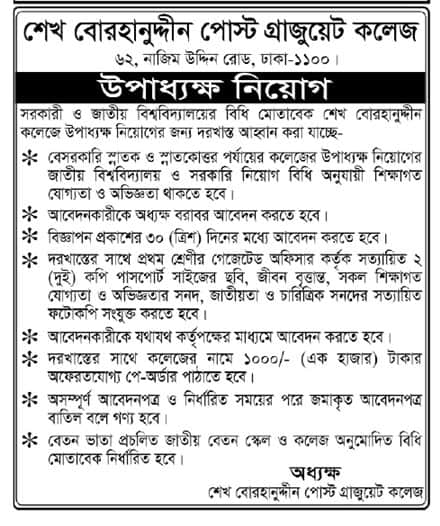 শেখ বোরহানুদ্দীন পোস্ট গ্রাজুয়েট কলেজ
৬২, নাজিম উদ্দিন রোড, ঢাকা-১১০০।
উপাধ্যক্ষ নিয়োগ
সরকারী ও জাতীয় বিশ্ববিদ্যালয়ের বিধি মোতাবেক শেখ বোরহানুদ্দীন
কলেজে উপাধ্যক্ষ নিয়োগের জন্য দরখাস্ত আহ্বান করা যাচ্ছে-
* বেসরকারি স্নাতক ও স্নাতকোত্তর পর্যায়ের কলেজের উপাধ্যক্ষ নিয়োগের
জাতীয় বিশ্ববিদ্যালয় ও সরকারি নিয়োগ বিধি অনুযায়ী শিক্ষাগত
যোগ্যতা ও অভিজ্ঞতা থাকতে হবে।
* আবেদনকারীকে অধ্যক্ষ বরাবর আবেদন করতে হবে।
* বিজ্ঞাপন প্রকাশের ৩০ (ত্রিশ) দিনের মধ্যে আবেদন করতে হবে।
* দরখাস্তের সাথে প্রথম শ্রেণীর গেজেটেড অফিসার কর্তৃক সত্যায়িত ২
(দুই) কপি পাসপোর্ট সাইজের ছবি, জীবন বৃত্তান্ত, সকল শিক্ষাগত
যোগ্যতা ও অভিজ্ঞতার সনদ, জাতীয়তা ও চারিত্রিক সনদের সত্যায়িত
ফটোকপি সংযুক্ত করতে হবে।
* আবেদনকারীকে যথাযথ কর্তৃপক্ষের মাধ্যমে আবেদন করতে হবে।
* দরখাস্তের সাথে কলেজের নামে ১০০০/- (এক হাজার) টাকার
অফেরতযোগ্য পে-অর্ডার পাঠাতে হবে।
* অসম্পূর্ণ আবেদনপত্র ও নির্ধারিত সময়ের পরে জমাকৃত আবেদনপত্র
বাতিল বলে গণ্য হবে।
* বেতন ভাতা প্রচলিত জাতীয় বেতন স্কেল ও কলেজ অনুমোদিত বিধি
মোতাবেক নির্ধারিত হবে।
অধ্যক্ষ
শেখ বোরহানুদ্দীন পোস্ট গ্রাজুয়েট কলেজ